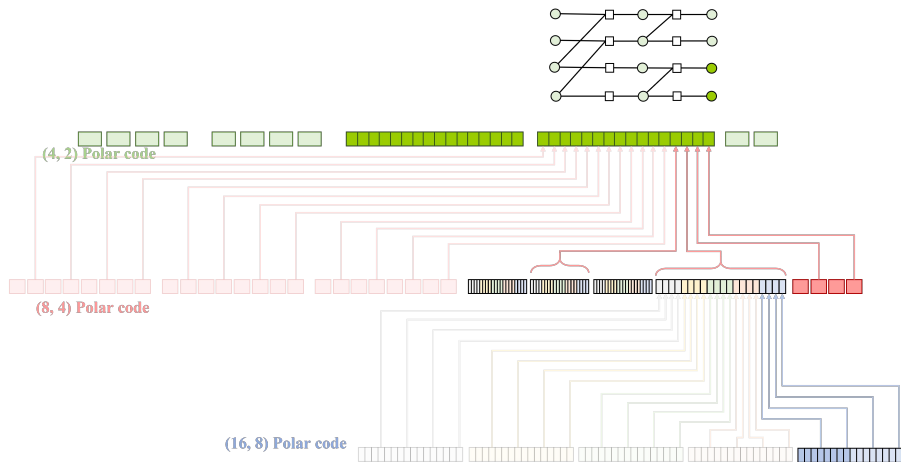 (4, 2) Polar code
(8, 4) Polar code
(16, 8) Polar code